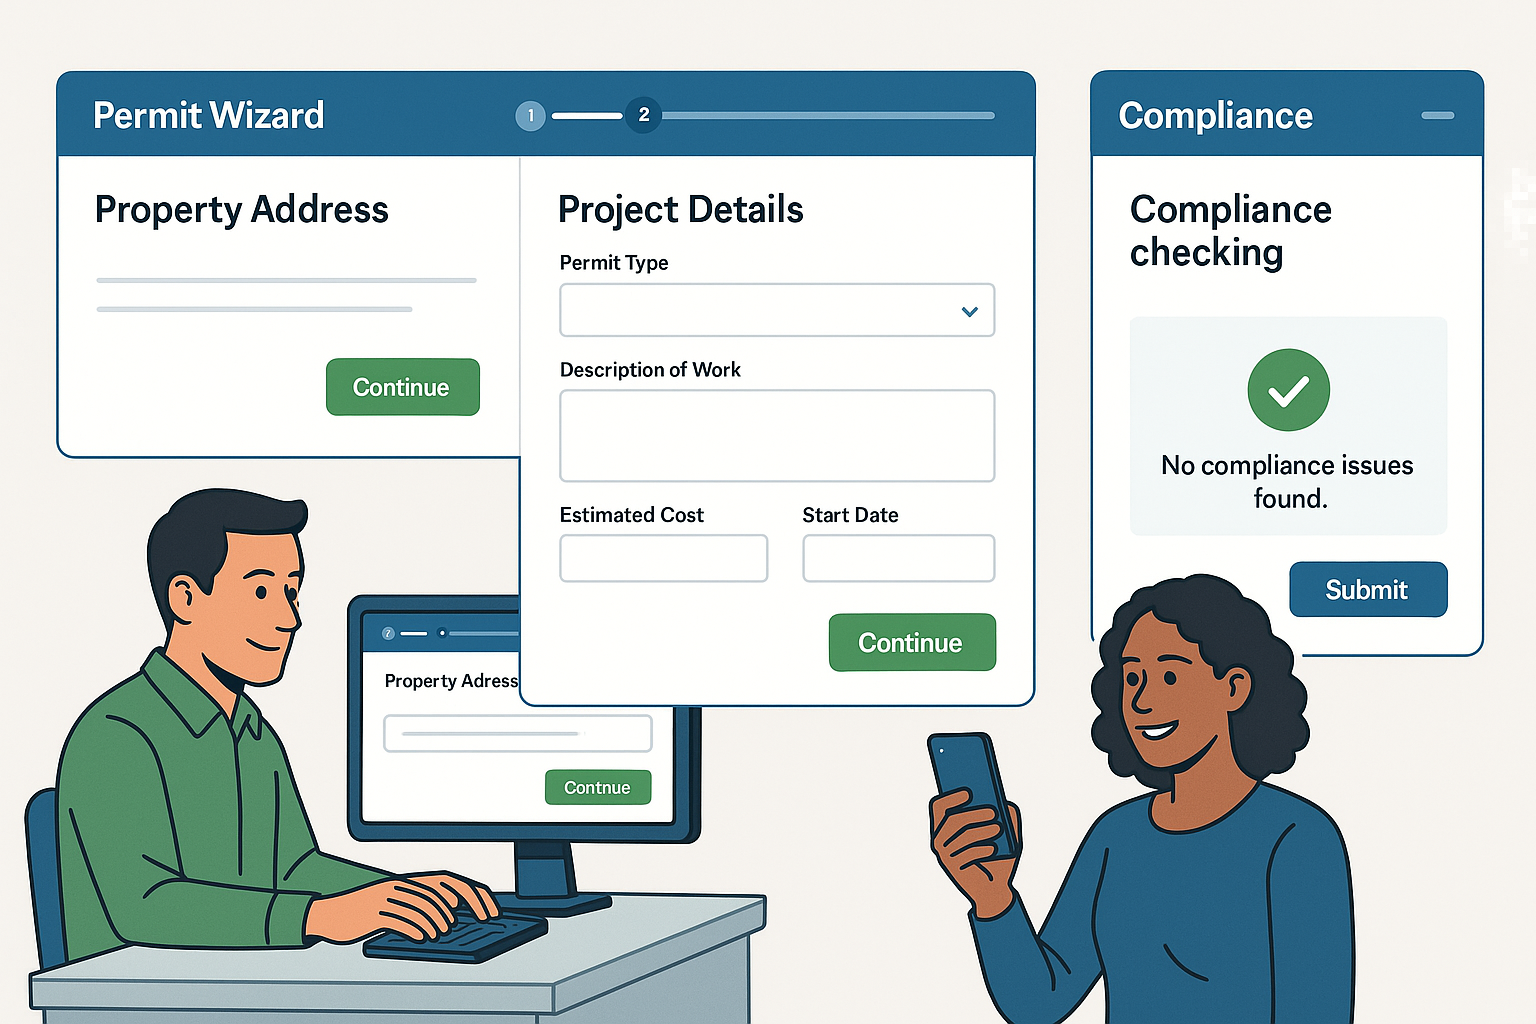 Permit Wizard
1
2
Property Address
Continue
Project Details
Permit Type
Description of Work
Estimated Cost
Start Date
Continue
Compliance
Compliance
checking
No compliance issues
found.
Submit
Property Adress
Contnue